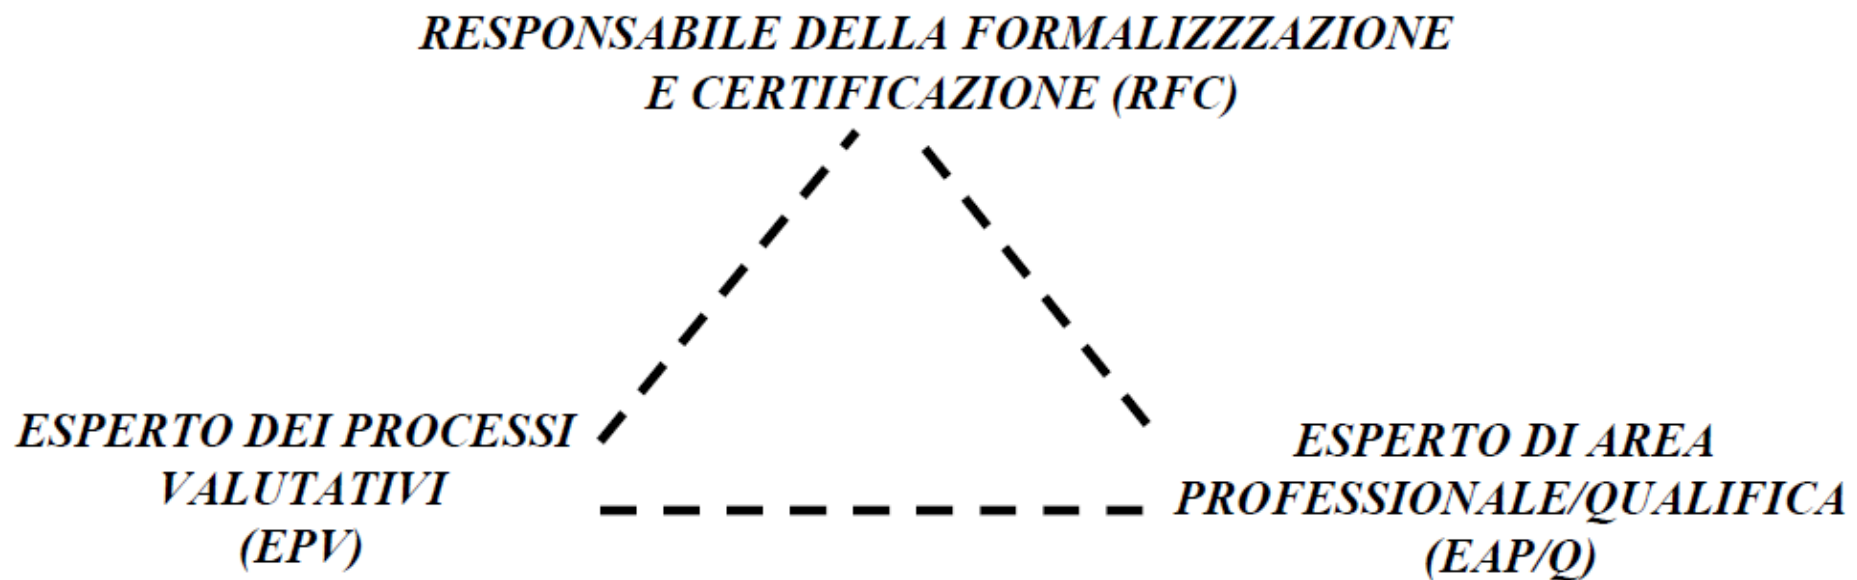 RESPONSABILE DELLA FORMALIZZZAZIONE
E CERTIFICAZIONE (RFC)
ESPERTO DEI PROCESSI
VALUTATIVI
(EPV)
ESPERTO DI AREA
PROFESSIONALE/QUALIFICA
(EAP/Q)